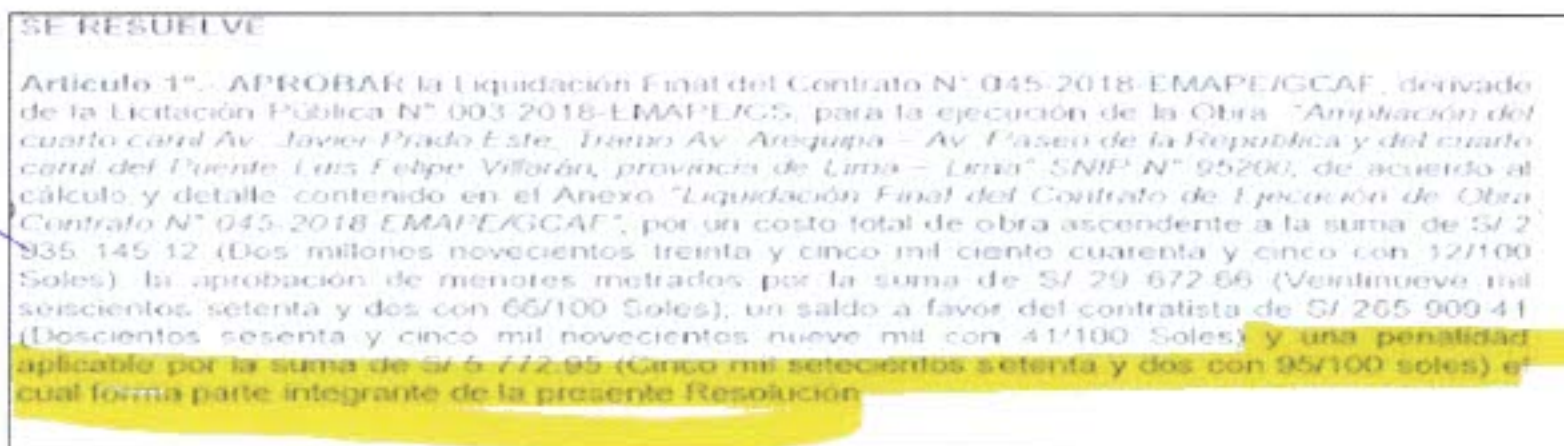 SE RESUELVE
Artículo 1°.- APROBAR la Liquidación Final del Contrato N° 045-2018-EMAPE/GCAF, derivado
de la Licitación Pública N° 003-2018-EMAPE/CS, para la ejecución de la Obra "Ampliación del
cuarto carril Av. Javier Prado Este, Tramo Av. Arequipa – Av. Paseo de la República y del cuarto
carril del Puente Luis Felipe Villarán, provincia de Lima – Lima" SNIP N° 95200, de acuerdo al
cálculo y detalle contenido en el Anexo "Liquidación Final del Contrato de Ejecución de Obra
Contrato N° 045-2018 EMAPE/GCAF", por un costo total de obra ascendente a la suma de S/ 2
935 145.12 (Dos millones novecientos treinta y cinco mil ciento cuarenta y cinco con 12/100
Soles) la aprobación de menores metrados por la suma de S/ 29 672.66 (Veintinueve mil
seiscientos setenta y dos con 66/100 Soles), un saldo a favor del contratista de S/ 265 909.41
(Doscientos sesenta y cinco mil novecientos nueve mil con 41/100 Soles) y una penalidad
aplicable por la suma de S/ 5 772.95 (Cinco mil setecientos setenta y dos con 95/100 soles) el
cual forma parte integrante de la presente Resolución